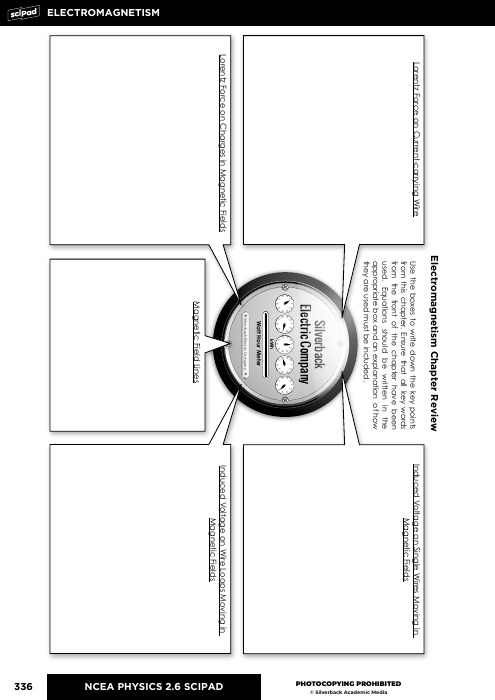 scipad ELECTROMAGNETISM
Electromagnetism Chapter Review
Use the boxes to write down the key points
from this chapter. Ensure that all key words
from the front of this chapter have been
used. Equations should be written in the
appropriate box and an explanation of how
they are used must be included.
Lorentz Force on Current-carrying Wire
Induced Voltage on Single Wires Moving in
Magnetic Fields
Lorentz Force on Charges in Magnetic Fields
Magnetic Field Lines
Induced Voltage on Wire Loops Moving in
Magnetic Fields
Silverback
Electric Company
kWh
Watt Hour Meter
336
NCEA PHYSICS 2.6 SCIPAD
PHOTOCOPYING PROHIBITED
© Silverback Academic Media